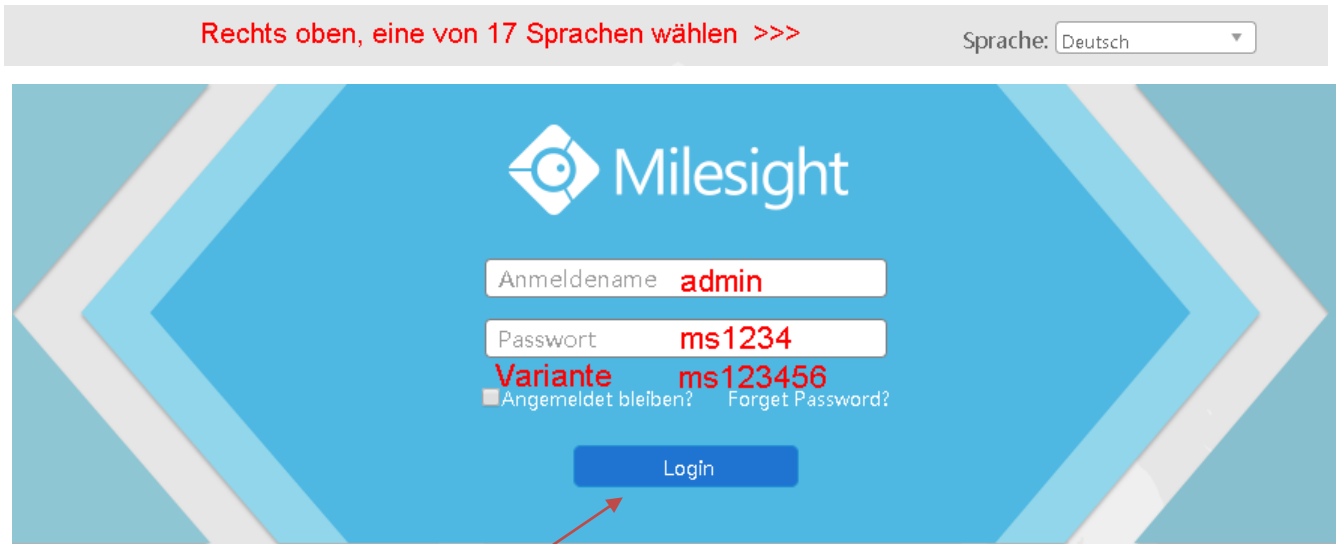 Rechts oben, eine von 17 Sprachen wählen >>> Sprache: Deutsch
Milesight
Anmeldename admin
Passwort ms1234
Variante ms123456
Angemeldet bleiben? Forget Password?
Login